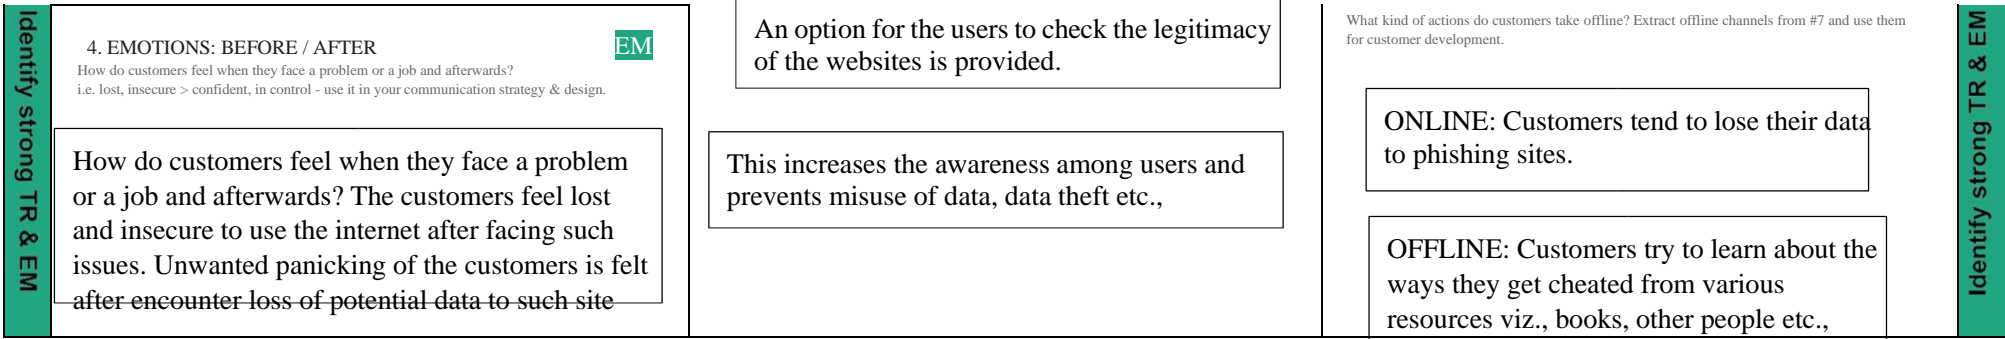 Identify strong TR & EM
4. EMOTIONS: BEFORE / AFTER
EM
How do customers feel when they face a problem or a job and afterwards?
i.e. lost, insecure > confident, in control - use it in your communication strategy & design.
How do customers feel when they face a problem
or a job and afterwards? The customers feel lost
and insecure to use the internet after facing such
issues. Unwanted panicking of the customers is felt
after encounter loss of potential data to such site
An option for the users to check the legitimacy
of the websites is provided.
This increases the awareness among users and
prevents misuse of data, data theft etc.,
What kind of actions do customers take offline? Extract offline channels from #7 and use them
for customer development.
ONLINE: Customers tend to lose their data
to phishing sites.
OFFLINE: Customers try to learn about the
ways they get cheated from various
resources viz., books, other people etc.,
Identify strong TR & EM